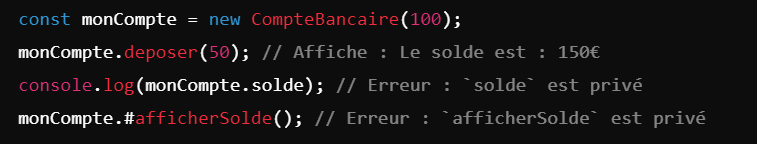 const monCompte = new CompteBancaire(100);
monCompte.deposer(50); // Affiche : Le solde est : 150€
console.log(monCompte.solde); // Erreur : `solde` est privé
monCompte.#afficherSolde(); // Erreur : `afficherSolde` est privé